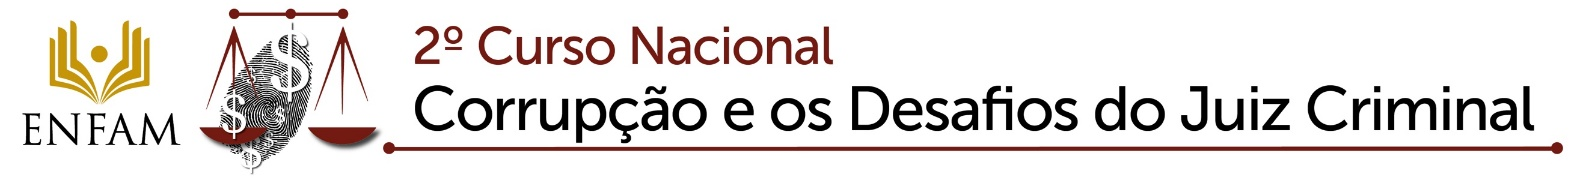 ENFAM
$
$
$
$
2º Curso Nacional
Corrupção e os Desafios do Juiz Criminal